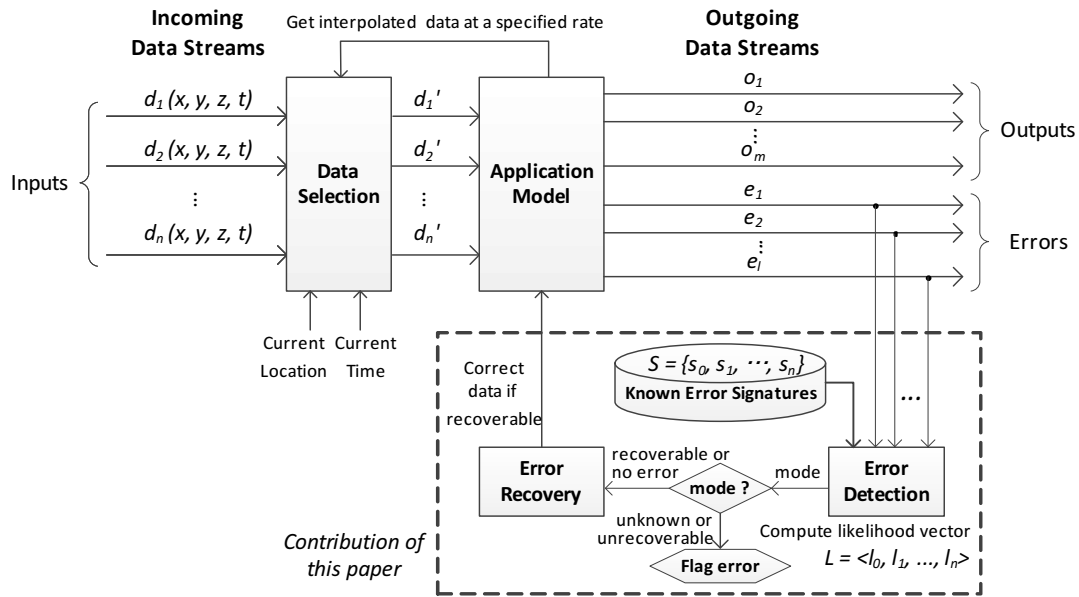 Incoming
Data Streams
Get interpolated data at a specified rate
Outgoing
Data Streams
Inputs
d1 (x, y, z, t)
d2 (x, y, z, t)
⋮
dn (x, y, z, t)
Data
Selection
d1'
d2'
⋮
dn'
Application
Model
o1
o2
⋮
om
Outputs
e1
e2
⋮
el
Errors
Current
Location
Current
Time
Correct
data if
recoverable
S = {s0, s1, ⋯, sn}
Known Error Signatures
...
Error
Recovery
recoverable or
no error
mode ?
mode
Error
Detection
unknown or
unrecoverable
Flag error
Compute likelihood vector
L = <l0, l1, ..., ln>
Contribution of
this paper